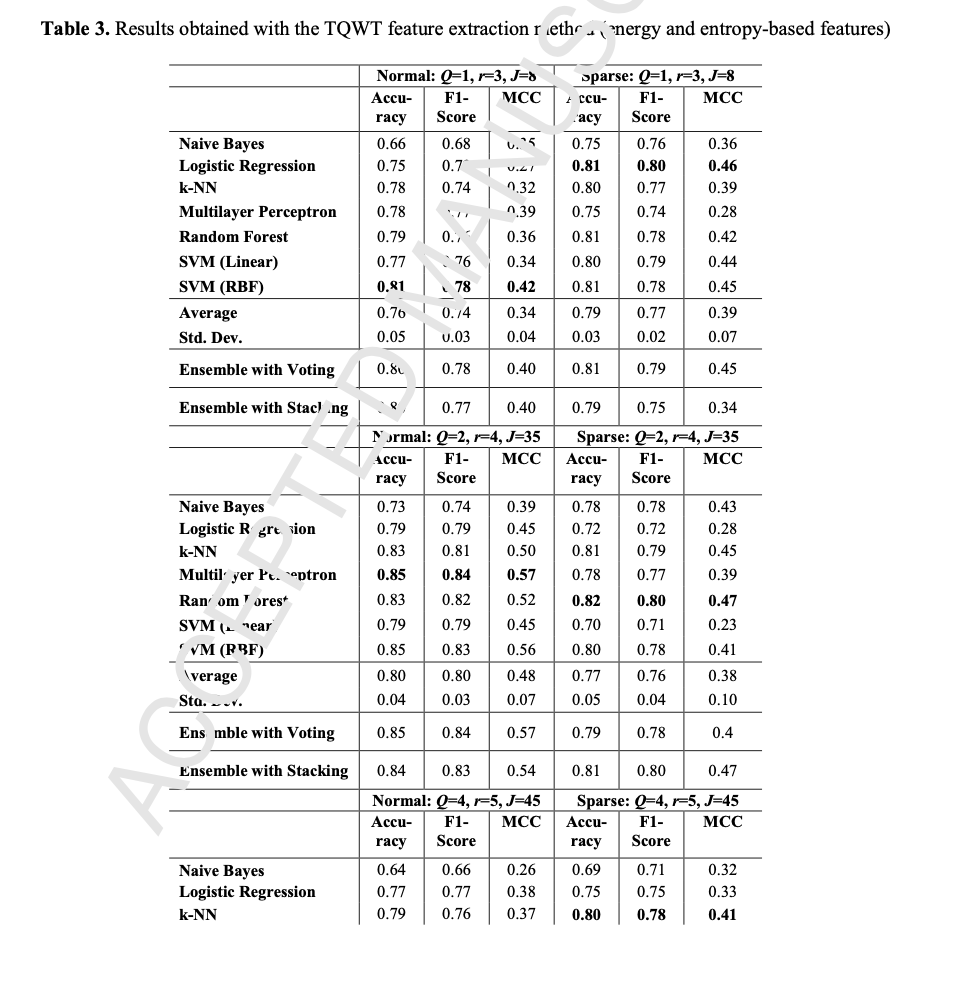 Table 3. Results obtained with the TQWT feature extraction (energy and entropy-based features)
Normal: Q=1, r=3, J=8 Sparse: Q=1, r=3, J=8
Accu- F1- MCC Accu- F1- MCC
racy Score racy Score
Naive Bayes 0.66 0.68 0.75 0.76 0.36
Logistic Regression 0.75 0.81 0.80 0.46
k-NN 0.78 0.74 0.32 0.80 0.77 0.39
Multilayer Perceptron 0.78 0.39 0.75 0.74 0.28
Random Forest 0.79 0.36 0.81 0.78 0.42
SVM (Linear) 0.77 0.76 0.34 0.80 0.79 0.44
SVM (RBF) 0.81 0.78 0.42 0.81 0.78 0.45
Average 0.76 0.74 0.34 0.79 0.77 0.39
Std. Dev. 0.05 0.03 0.04 0.03 0.02 0.07
Ensemble with Voting 0.80 0.78 0.40 0.81 0.79 0.45
Ensemble with Stacking 0.77 0.40 0.79 0.75 0.34
Normal: Q=2, r=4, J=35 Sparse: Q=2, r=4, J=35
Accu- F1- MCC Accu- F1- MCC
racy Score racy Score
Naive Bayes 0.73 0.74 0.39 0.78 0.78 0.43
Logistic Regression 0.79 0.79 0.45 0.72 0.72 0.28
k-NN 0.83 0.81 0.50 0.81 0.79 0.45
Multilayer Perceptron 0.85 0.84 0.57 0.78 0.77 0.39
Random Forest 0.83 0.82 0.52 0.82 0.80 0.47
SVM (Linear) 0.79 0.79 0.45 0.70 0.71 0.23
SVM (RBF) 0.85 0.83 0.56 0.80 0.78 0.41
Average 0.80 0.80 0.48 0.77 0.76 0.38
Std. Dev. 0.04 0.03 0.07 0.05 0.04 0.10
Ensemble with Voting 0.85 0.84 0.57 0.79 0.78 0.4
Ensemble with Stacking 0.84 0.83 0.54 0.81 0.80 0.47
Normal: Q=4, r=5, J=45 Sparse: Q=4, r=5, J=45
Accu- F1- MCC Accu- F1- MCC
racy Score racy Score
Naive Bayes 0.64 0.66 0.26 0.69 0.71 0.32
Logistic Regression 0.77 0.77 0.38 0.75 0.75 0.33
k-NN 0.79 0.76 0.37 0.80 0.78 0.41
ACCEPTED